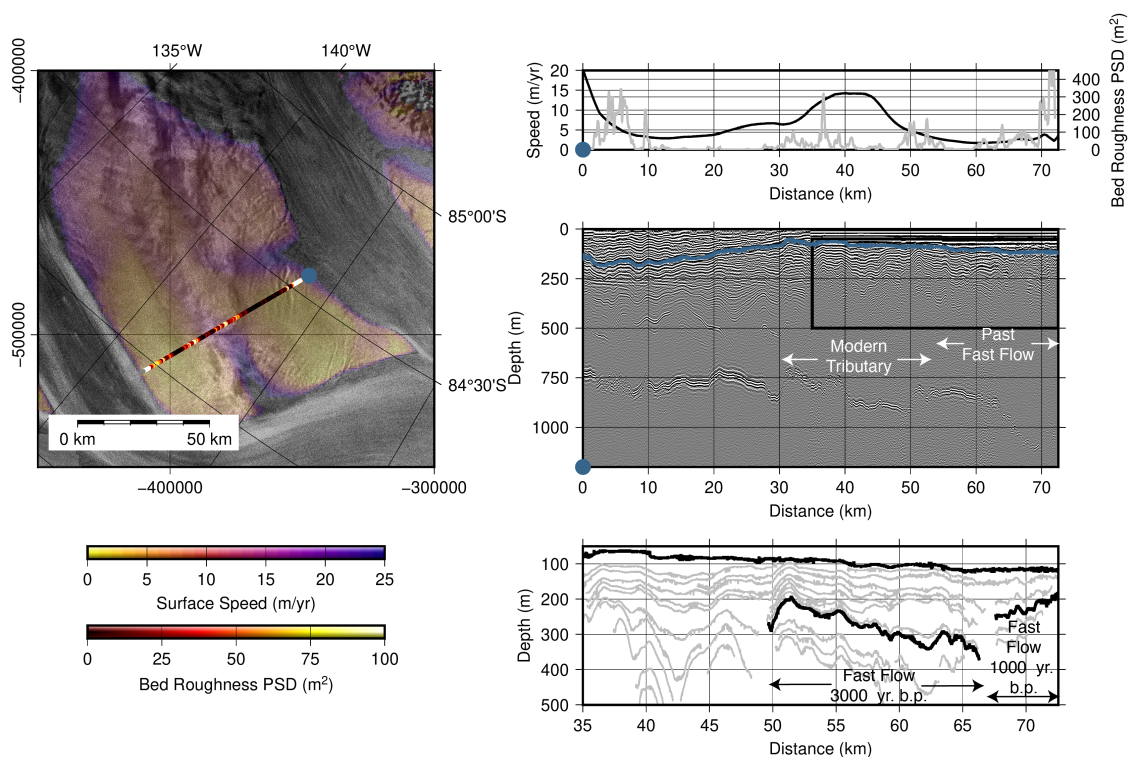 135°W
140°W
−400000
−500000
85°00'S
84°30'S
0 km
50 km
−400000
−300000
0
5
10
15
20
25
Surface Speed (m/yr)
0
25
50
75
100
Bed Roughness PSD (m²)
20
15
10
5
0
Speed (m/yr)
400
300
200
100
0
Bed Roughness PSD (m²)
0
10
20
30
40
50
60
70
Distance (km)
0
250
500
750
1000
Depth (m)
Modern
Tributary
Past
Fast Flow
0
10
20
30
40
50
60
70
Distance (km)
100
200
300
400
500
Depth (m)
Fast Flow
3000 yr. b.p.
Fast
Flow
1000 yr.
b.p.
35
40
45
50
55
60
65
70
Distance (km)